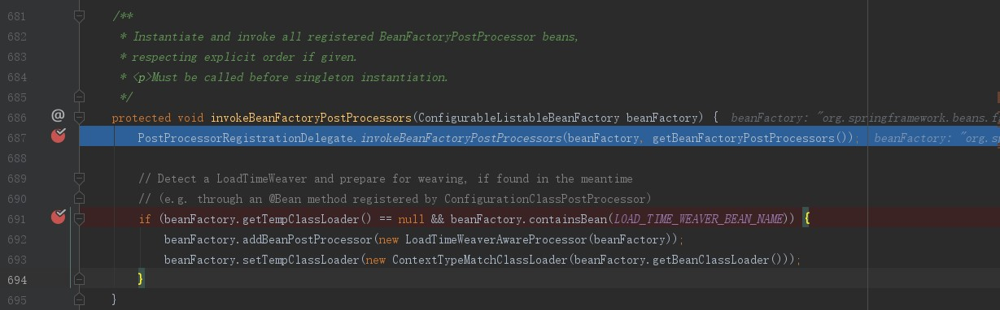 681 /**
682 * Instantiate and invoke all registered BeanFactoryPostProcessor beans,
683 * respecting explicit order if given.
684 * <p>Must be called before singleton instantiation.
685 */
686 @ protected void invokeBeanFactoryPostProcessors(ConfigurableListableBeanFactory beanFactory) { beanFactory: "org.springframework.beans.f
687 PostProcessorRegistrationDelegate.invokeBeanFactoryPostProcessors(beanFactory, getBeanFactoryPostProcessors()); beanFactory: "org.s
688
689 // Detect a LoadTimeWeaver and prepare for weaving, if found in the meantime
690 // (e.g. through an @Bean method registered by ConfigurationClassPostProcessor)
691 if (beanFactory.getTempClassLoader() == null && beanFactory.containsBean(LOAD_TIME_WEAVER_BEAN_NAME)) {
692 beanFactory.addBeanPostProcessor(new LoadTimeWeaverAwareProcessor(beanFactory));
693 beanFactory.setTempClassLoader(new ContextTypeMatchClassLoader(beanFactory.getBeanClassLoader()));
694 }
695 }